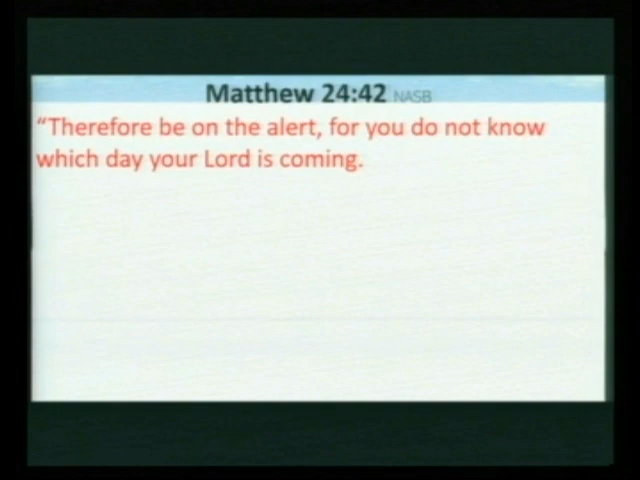 Matthew 24:42 NASB
“Therefore be on the alert, for you do not know
which day your Lord is coming.